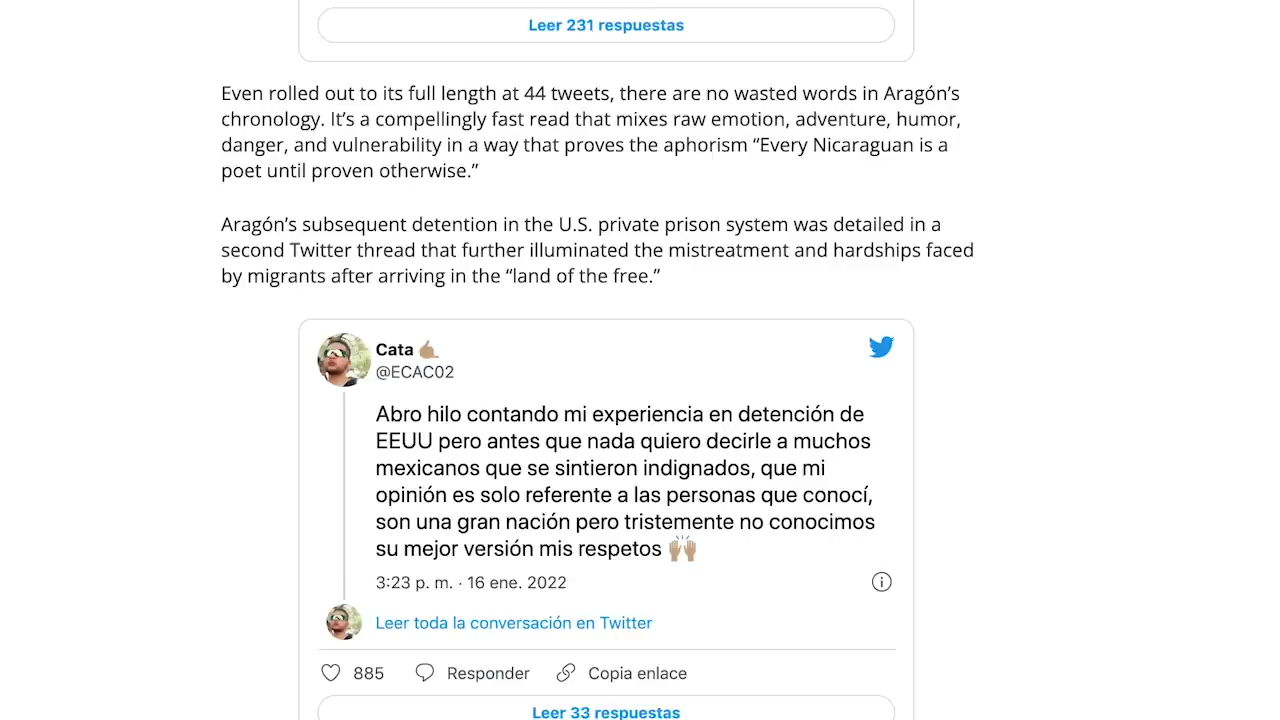 Leer 231 respuestas
Even rolled out to its full length at 44 tweets, there are no wasted words in Aragón’s
chronology. It’s a compellingly fast read that mixes raw emotion, adventure, humor,
danger, and vulnerability in a way that proves the aphorism “Every Nicaraguan is a
poet until proven otherwise.”
Aragón’s subsequent detention in the U.S. private prison system was detailed in a
second Twitter thread that further illuminated the mistreatment and hardships faced
by migrants after arriving in the “land of the free.”
Cata 🤙🏽
@ECAC02
Abro hilo contando mi experiencia en detención de
EEUU pero antes que nada quiero decirle a muchos
mexicanos que se sintieron indignados, que mi
opinión es solo referente a las personas que conocí,
son una gran nación pero tristemente no conocimos
su mejor versión mis respetos 🙌🏽
3:23 p. m. · 16 ene. 2022
Leer toda la conversación en Twitter
885 Responder Copia enlace
Leer 33 respuestas